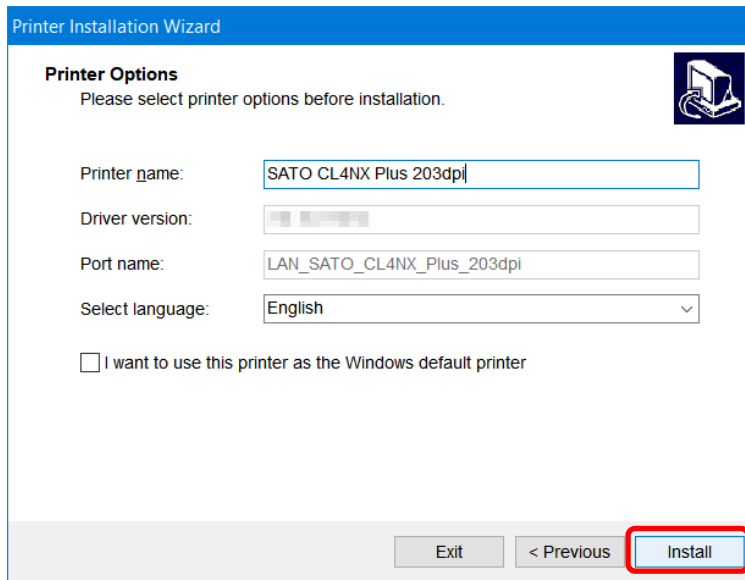 Printer Installation Wizard
Printer Options
Please select printer options before installation.
Printer name: SATO CL4NX Plus 203dpi
Driver version:
Port name: LAN_SATO_CL4NX_Plus_203dpi
Select language: English
I want to use this printer as the Windows default printer
Exit < Previous Install